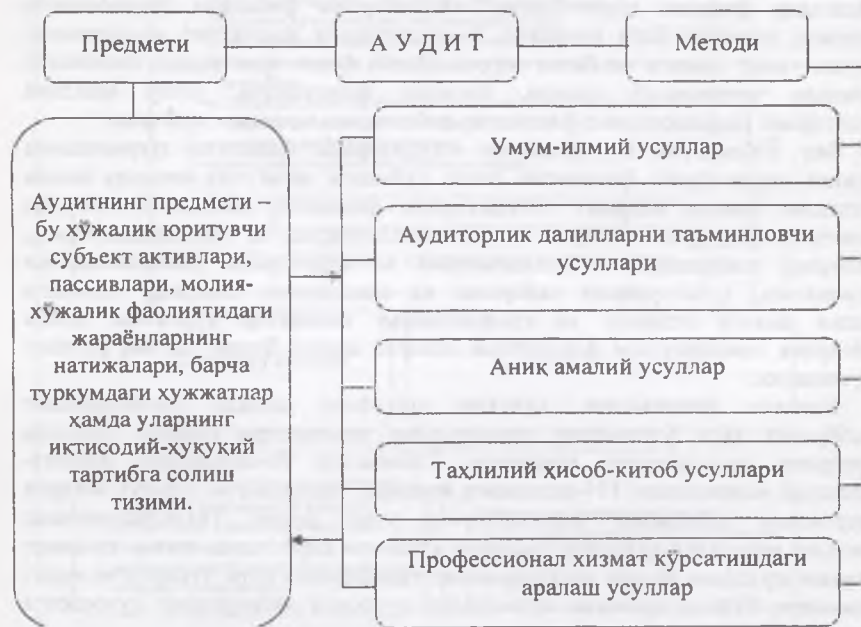 Предмети
А У Д И Т
Методи
Аудитнинг предмети –
бу хўжалик юритувчи
субъект активлари,
пассивлари, молия-
хўжалик фаолиятидаги
жараёнларнинг
натижалари, барча
туркумдаги ҳужжатлар
ҳамда уларнинг
иқтисодий-ҳуқуқий
тартибга солиш
тизими.
Умум-илмий усуллар
Аудиторлик далилларни таъминловчи
усуллари
Аниқ амалий усуллар
Таҳлилий ҳисоб-китоб усуллари
Профессионал хизмат кўрсатишдаги
аралаш усуллар